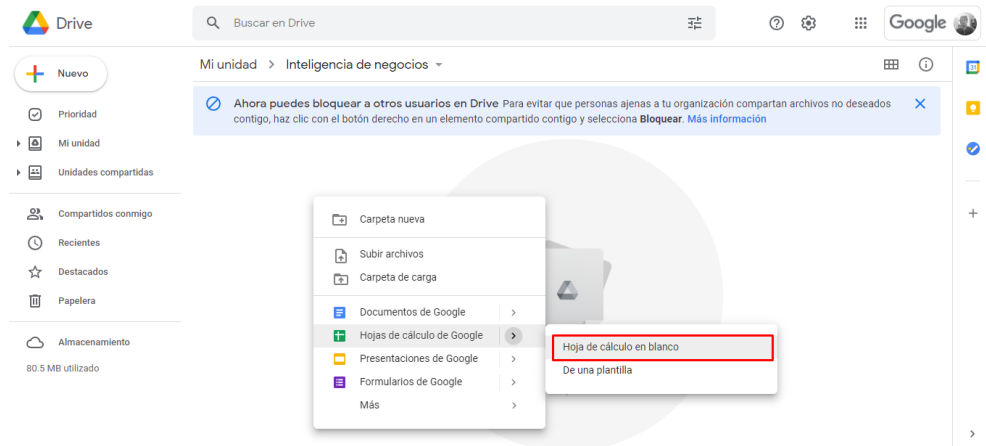 Drive
Buscar en Drive
Google
Nuevo
Mi unidad > Inteligencia de negocios
31
Ahora puedes bloquear a otros usuarios en Drive Para evitar que personas ajenas a tu organización compartan archivos no deseados
contigo, haz clic con el botón derecho en un elemento compartido contigo y selecciona Bloquear. Más información
Prioridad
Mi unidad
Unidades compartidas
Compartidos conmigo
Recientes
Destacados
Papelera
Almacenamiento
80.5 MB utilizado
Carpeta nueva
Subir archivos
Carpeta de carga
Documentos de Google
Hojas de cálculo de Google
Presentaciones de Google
Formularios de Google
Más
Hoja de cálculo en blanco
De una plantilla